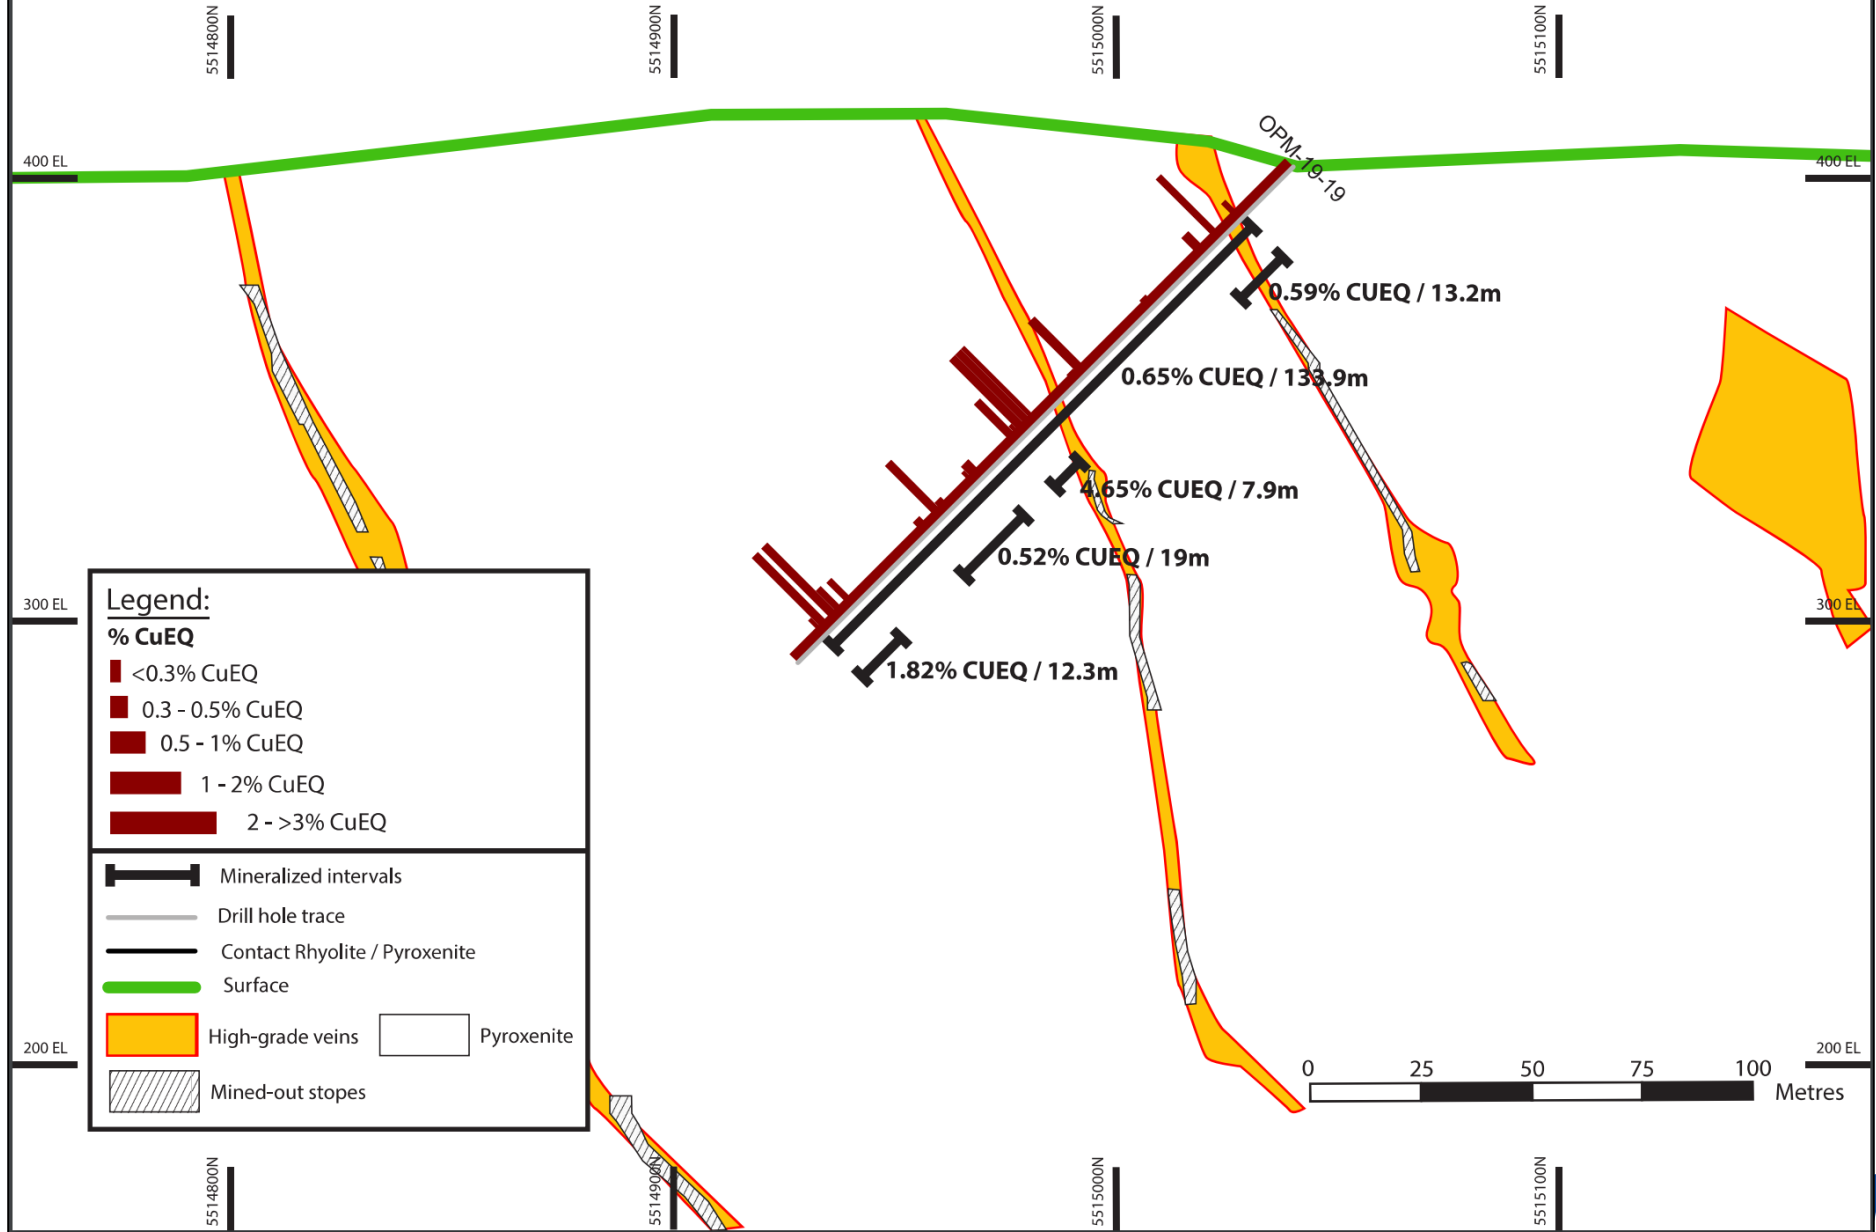 5514800N
5514900N
5515000N
5515100N
OPM-19-19
400 EL
400 EL
0.59% CUEQ / 13.2m
0.65% CUEQ / 133.9m
4.65% CUEQ / 7.9m
0.52% CUEQ / 19m
1.82% CUEQ / 12.3m
300 EL
300 EL
Legend:
% CuEQ
<0.3% CuEQ
0.3 - 0.5% CuEQ
0.5 - 1% CuEQ
1 - 2% CuEQ
2 - >3% CuEQ
Mineralized intervals
Drill hole trace
Contact Rhyolite / Pyroxenite
Surface
High-grade veins
Pyroxenite
Mined-out stopes
200 EL
200 EL
0 25 50 75 100
Metres
5514800N
5514900N
5515000N
5515100N